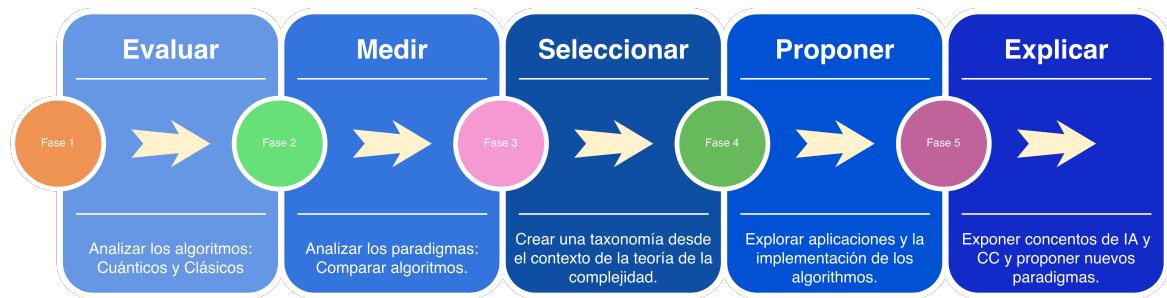 Evaluar
Fase 1
Analizar los algoritmos:
Cuánticos y Clásicos
Medir
Fase 2
Analizar los paradigmas:
Comparar algoritmos.
Seleccionar
Fase 3
Crear una taxonomía desde
el contexto de la teoría de la
complejidad.
Proponer
Fase 4
Explorar aplicaciones y la
implementación de los
algorithmos.
Explicar
Fase 5
Exponer concentos de IA y
CC y proponer nuevos
paradigmas.